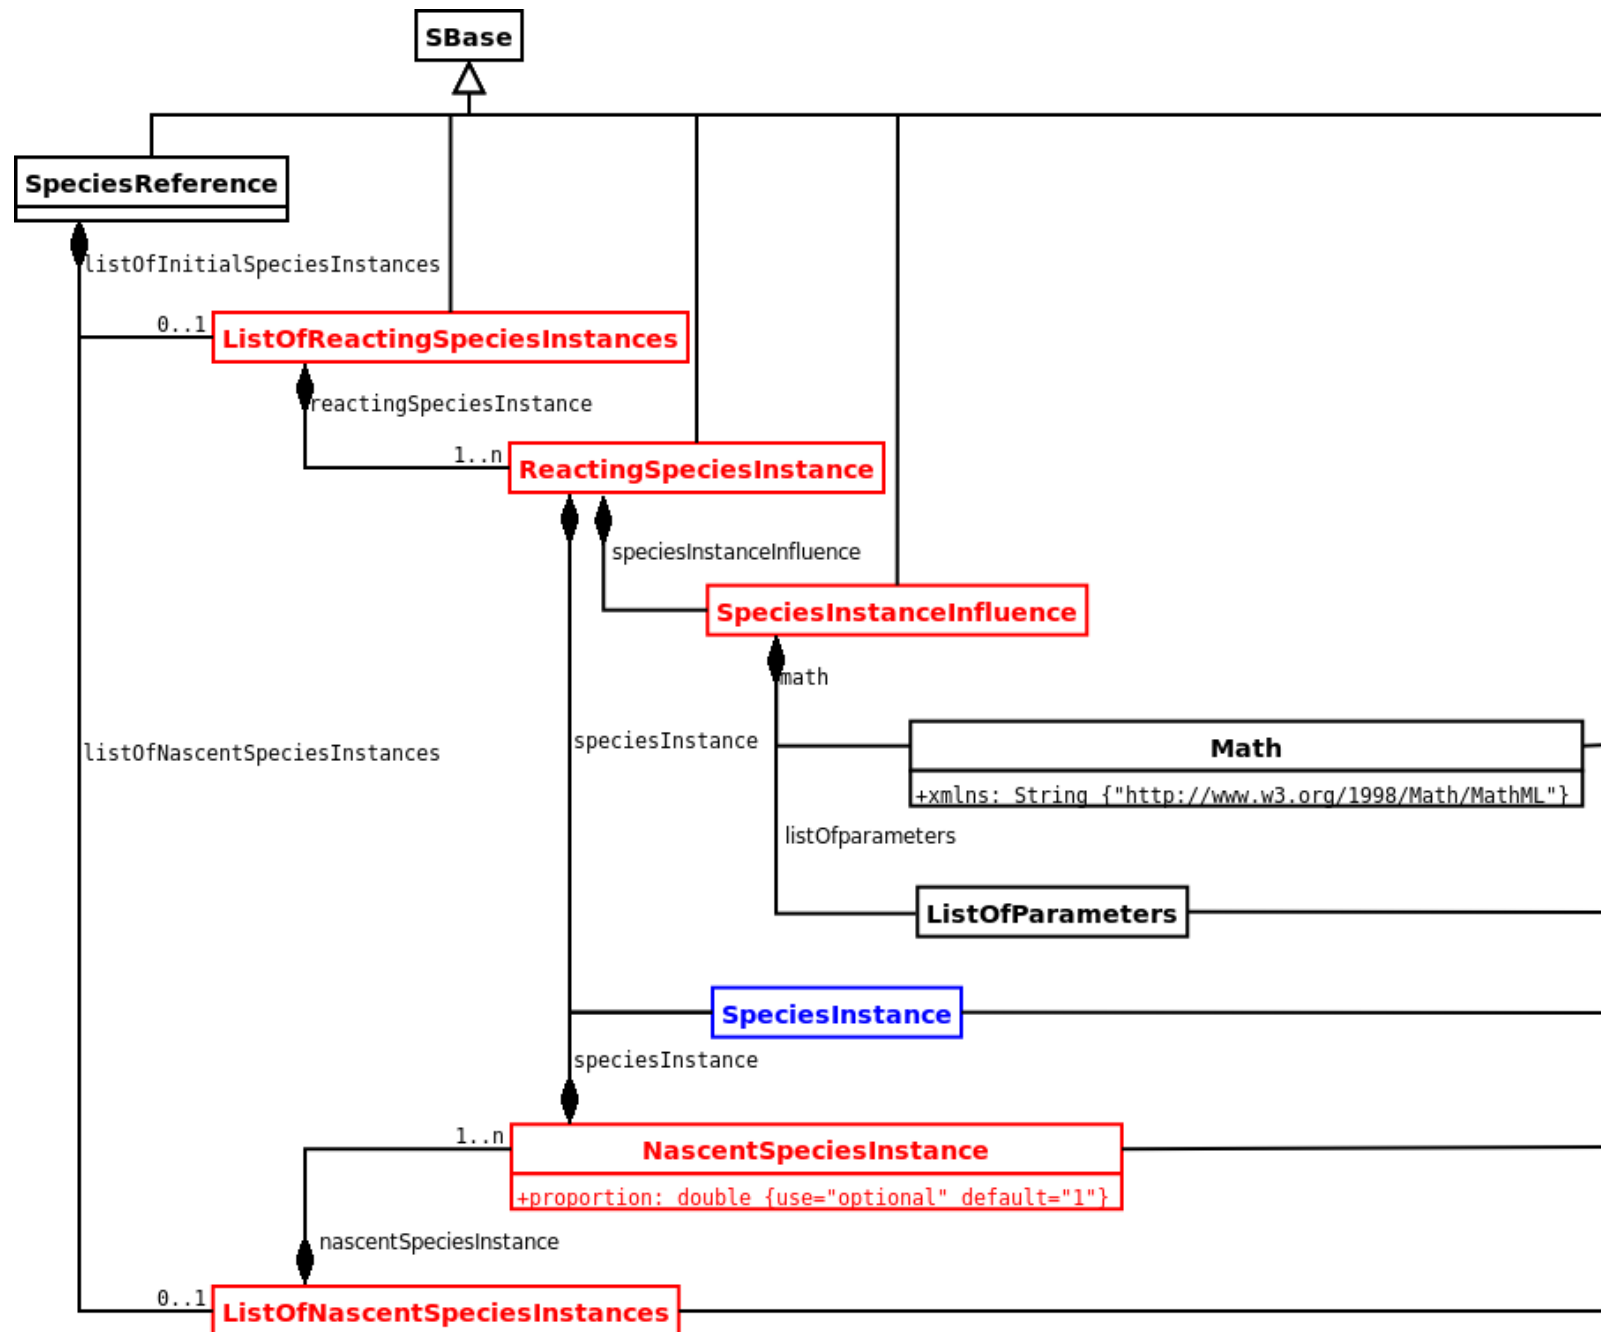 SBase
SpeciesReference
listOfInitialSpeciesInstances
0..1
ListOfReactingSpeciesInstances
reactingSpeciesInstance
1..n
ReactingSpeciesInstance
speciesInstanceInfluence
SpeciesInstanceInfluence
math
speciesInstance
listOfNascentSpeciesInstances
Math
+xmlns: String {"http://www.w3.org/1998/Math/MathML"}
listOfparameters
ListOfParameters
SpeciesInstance
speciesInstance
1..n
NascentSpeciesInstance
+proportion: double {use="optional" default="1"}
nascentSpeciesInstance
0..1
ListOfNascentSpeciesInstances